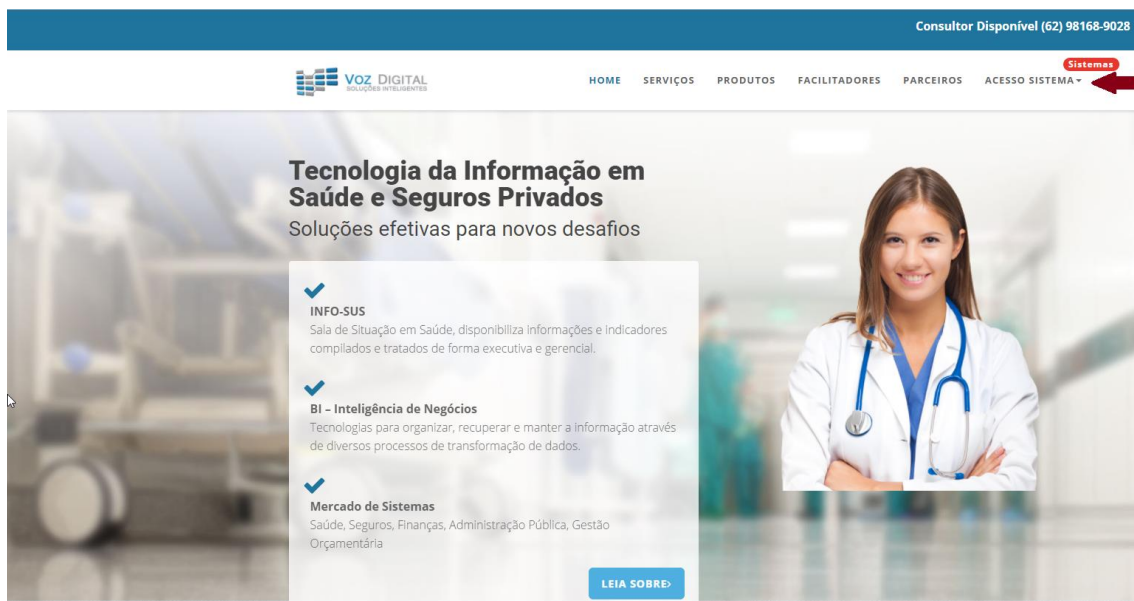 Consultor Disponível (62) 98168-9028
Sistemas
VOZ DIGITAL
SOLUÇÕES INTELIGENTES
HOME SERVIÇOS PRODUTOS FACILITADORES PARCEIROS ACESSO SISTEMA
Tecnologia da Informação em
Saúde e Seguros Privados
Soluções efetivas para novos desafios
INFO-SUS
Sala de Situação em Saúde, disponibiliza informações e indicadores
compilados e tratados de forma executiva e gerencial.
BI – Inteligência de Negócios
Tecnologias para organizar, recuperar e manter a informação através
de diversos processos de transformação de dados.
Mercado de Sistemas
Saúde, Seguros, Finanças, Administração Pública, Gestão
Orçamentária
LEIA SOBRE›